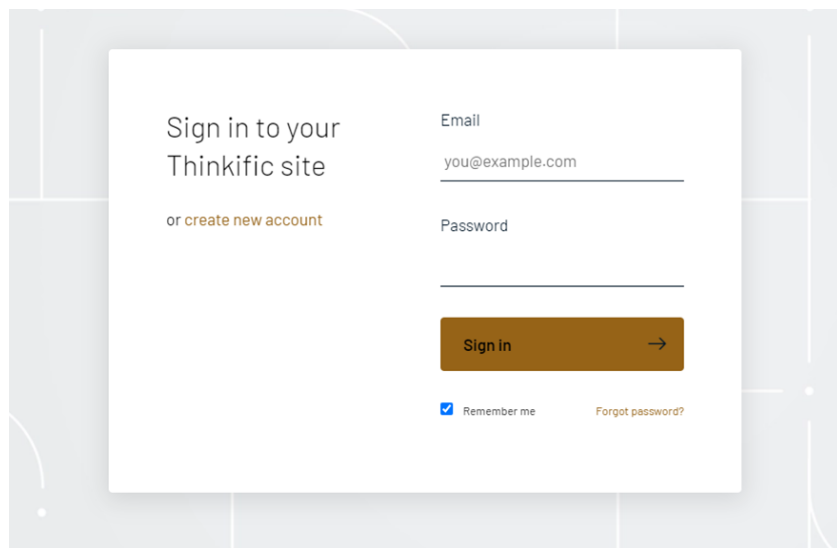 Sign in to your
Thinkific site
or create new account
Email
you@example.com
Password
Sign in
Remember me
Forgot password?